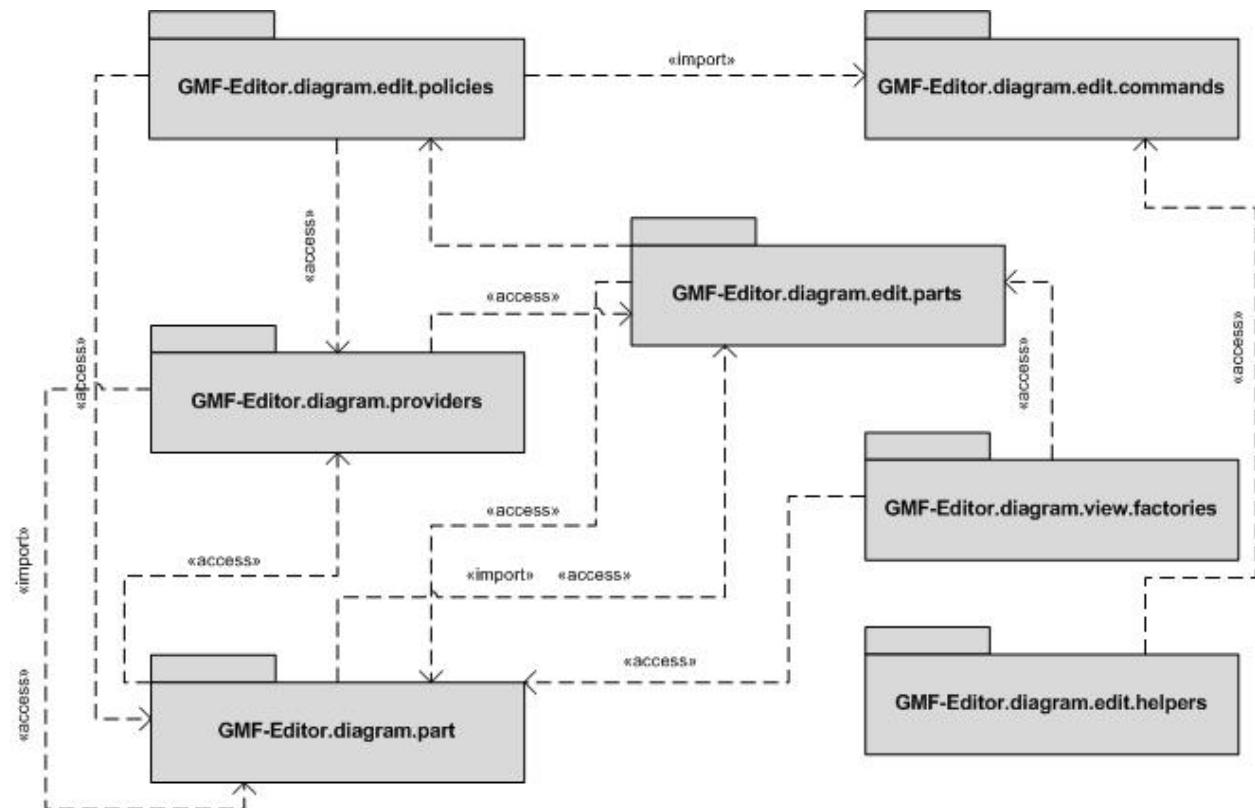 «import»
GMF-Editor.diagram.edit.policies
GMF-Editor.diagram.edit.commands
«access»
«access»
GMF-Editor.diagram.edit.parts
«access»
«access»
«access»
«access»
GMF-Editor.diagram.providers
«access»
GMF-Editor.diagram.view.factories
«import»
«access»
«import» «access»
«access»
«access»
GMF-Editor.diagram.edit.helpers
GMF-Editor.diagram.part